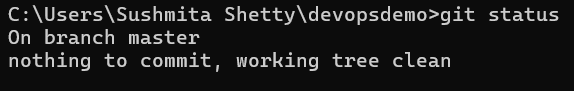 C:\Users\Sushmita Shetty\devopsdemo>git status
On branch master
nothing to commit, working tree clean